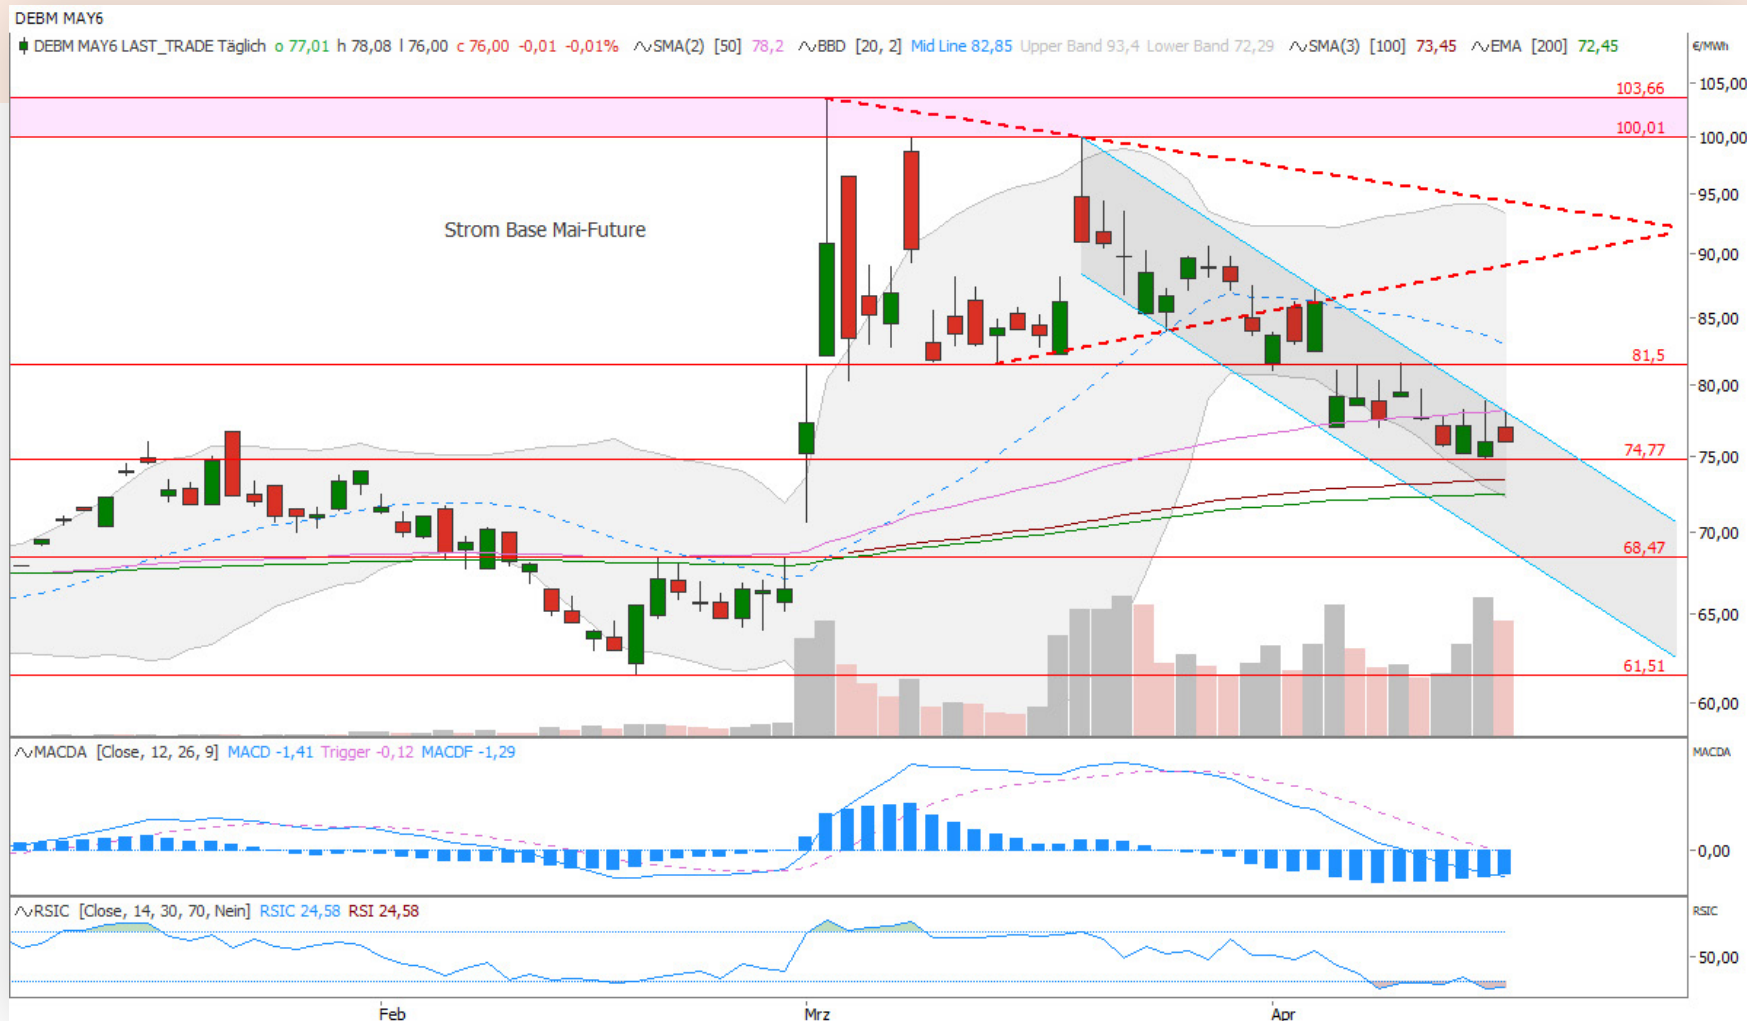 DEBM MAY6
DEBM MAY6 LAST_TRADE Täglich o 77,01 h 78,08 l 76,00 c 76,00 -0,01 -0,01% SMA(2) [50] 78,2 BBD [20, 2] Mid Line 82,85 Upper Band 93,4 Lower Band 72,29 SMA(3) [100] 73,45 EMA [200] 72,45
€/MWh
105,00
103,66
100,01
100,00
95,00
Strom Base Mai-Future
90,00
85,00
81,5
80,00
74,77
75,00
70,00
68,47
65,00
61,51
60,00
MACDA [Close, 12, 26, 9] MACD -1,41 Trigger -0,12 MACDF -1,29
MACDA
0,00
RSIC [Close, 14, 30, 70, Nein] RSIC 24,58 RSI 24,58
RSIC
50,00
Feb Mrz Apr